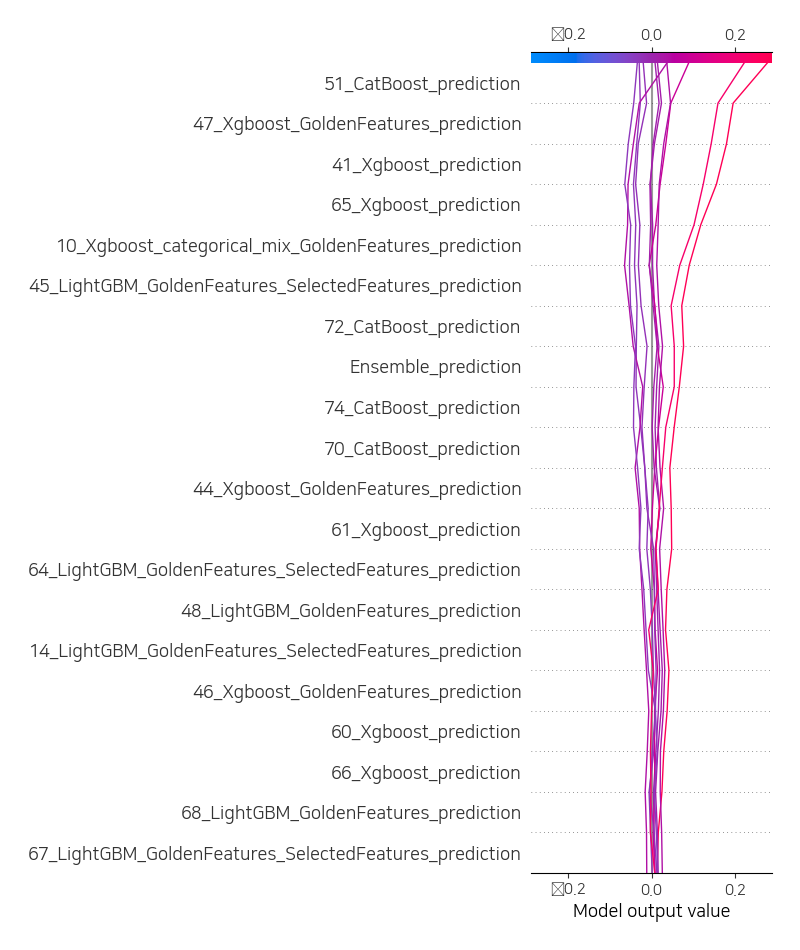 0.2 0.0 0.2
51_CatBoost_prediction
47_Xgboost_GoldenFeatures_prediction
41_Xgboost_prediction
65_Xgboost_prediction
10_Xgboost_categorical_mix_GoldenFeatures_prediction
45_LightGBM_GoldenFeatures_SelectedFeatures_prediction
72_CatBoost_prediction
Ensemble_prediction
74_CatBoost_prediction
70_CatBoost_prediction
44_Xgboost_GoldenFeatures_prediction
61_Xgboost_prediction
64_LightGBM_GoldenFeatures_SelectedFeatures_prediction
48_LightGBM_GoldenFeatures_prediction
14_LightGBM_GoldenFeatures_SelectedFeatures_prediction
46_Xgboost_GoldenFeatures_prediction
60_Xgboost_prediction
66_Xgboost_prediction
68_LightGBM_GoldenFeatures_prediction
67_LightGBM_GoldenFeatures_SelectedFeatures_prediction
0.2 0.0 0.2
Model output value